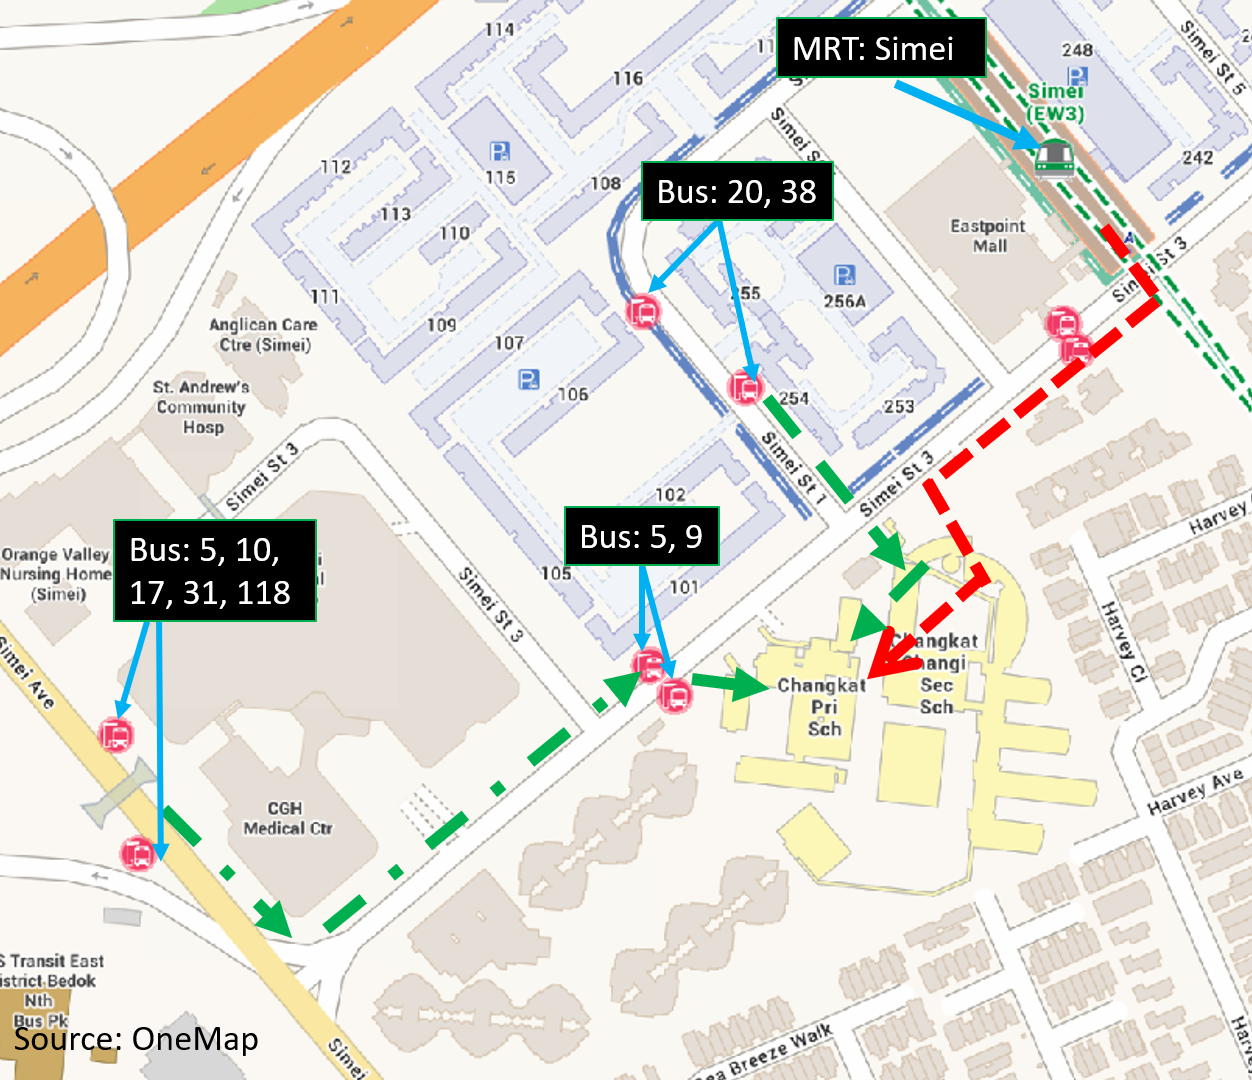 114
MRT: Simei
248
Simei St 5
116
Simei
(EW3)
115
112
Simei St
242
108
Bus: 20, 38
113
110
Eastpoint
Mall
A
Simei St 3
111
255
256A
109
Anglican Care
Ctre (Simei)
107
St. Andrew's
Community
Hosp
106
254
253
Simei St 3
Simei St 1
Simei St 3
102
Harvey
Bus: 5, 9
Bus: 5, 10,
17, 31, 118
Orange Valley
Nursing Home
(Simei)
105
101
Simei St 3
Harvey Cl
Simei Ave
Changkat
Changi
Sec
Sch
Changkat
Pri
Sch
Harvey Ave
CGH
Medical Ctr
S Transit East
istrict Bedok
Nth
Bus Pk
Source: OneMap
Simei
ea Breeze Walk
Harve